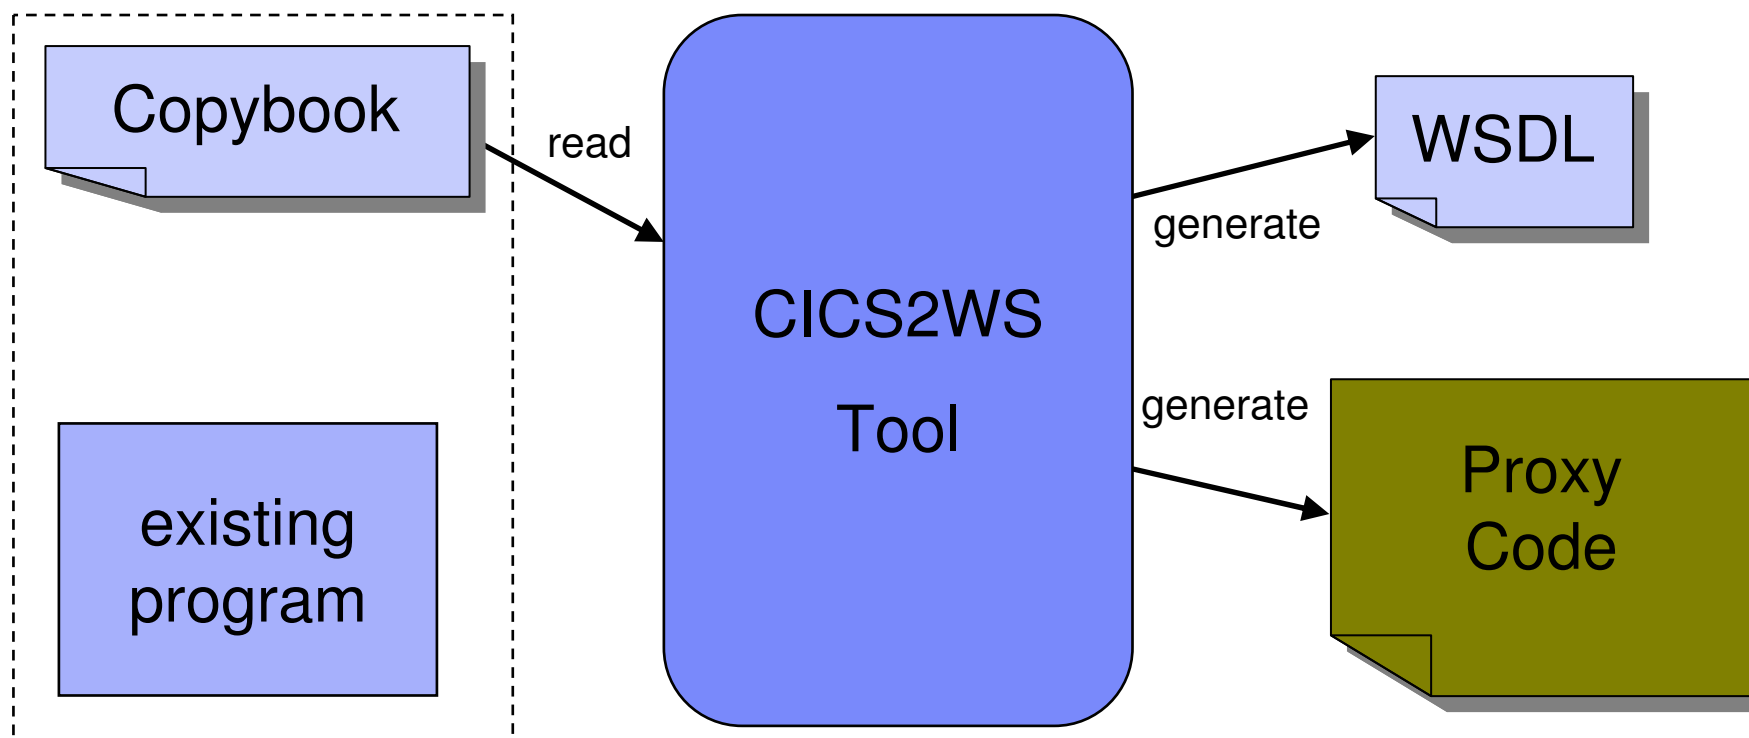 Copybook
read
existing
program
CICS2WS
Tool
generate
WSDL
generate
Proxy
Code